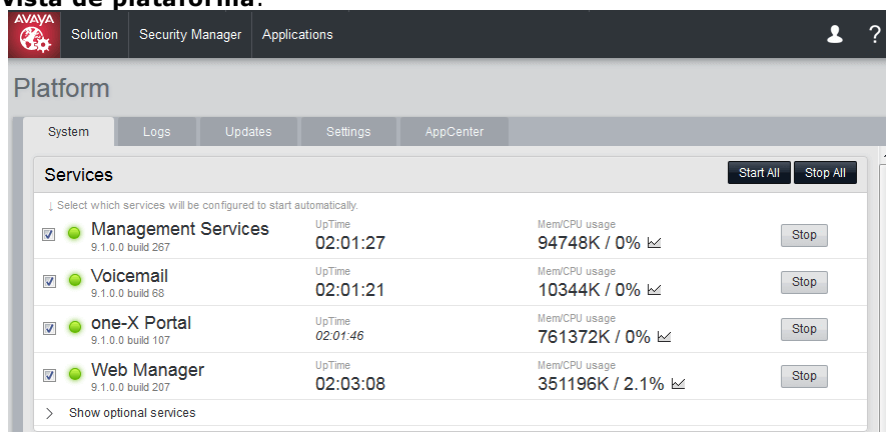 Vista de plataforma.
AVAYA
Solution Security Manager Applications ?
Platform
System Logs Updates Settings AppCenter
Services Start All Stop All
↓ Select which services will be configured to start automatically.
Management Services UpTime Mem/CPU usage
9.1.0.0 build 267 02:01:27 94748K / 0% Stop
Voicemail UpTime Mem/CPU usage
9.1.0.0 build 68 02:01:21 10344K / 0% Stop
one-X Portal UpTime Mem/CPU usage
9.1.0.0 build 107 02:01:46 761372K / 0% Stop
Web Manager UpTime Mem/CPU usage
9.1.0.0 build 207 02:03:08 351196K / 2.1% Stop
> Show optional services